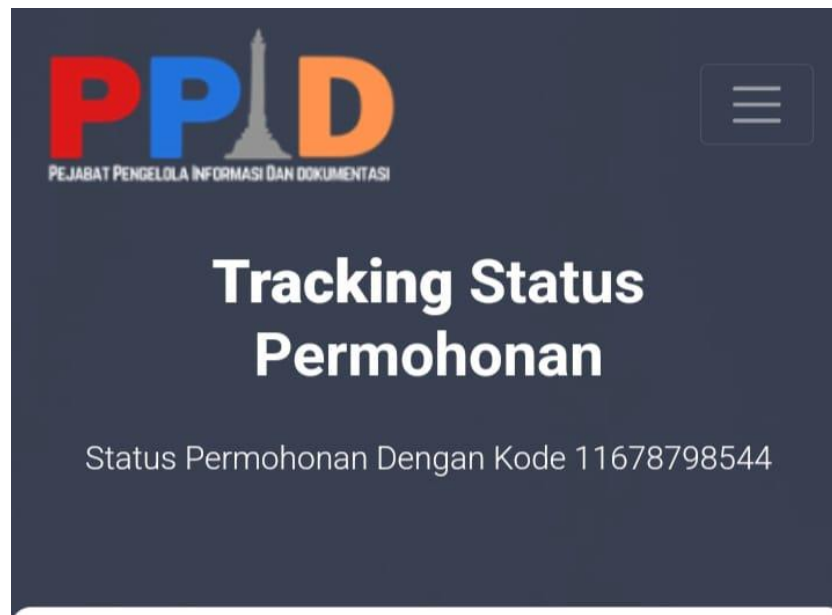 PPID
PEJABAT PENGELOLA INFORMASI DAN DOKUMENTASI
Tracking Status
Permohonan
Status Permohonan Dengan Kode 11678798544